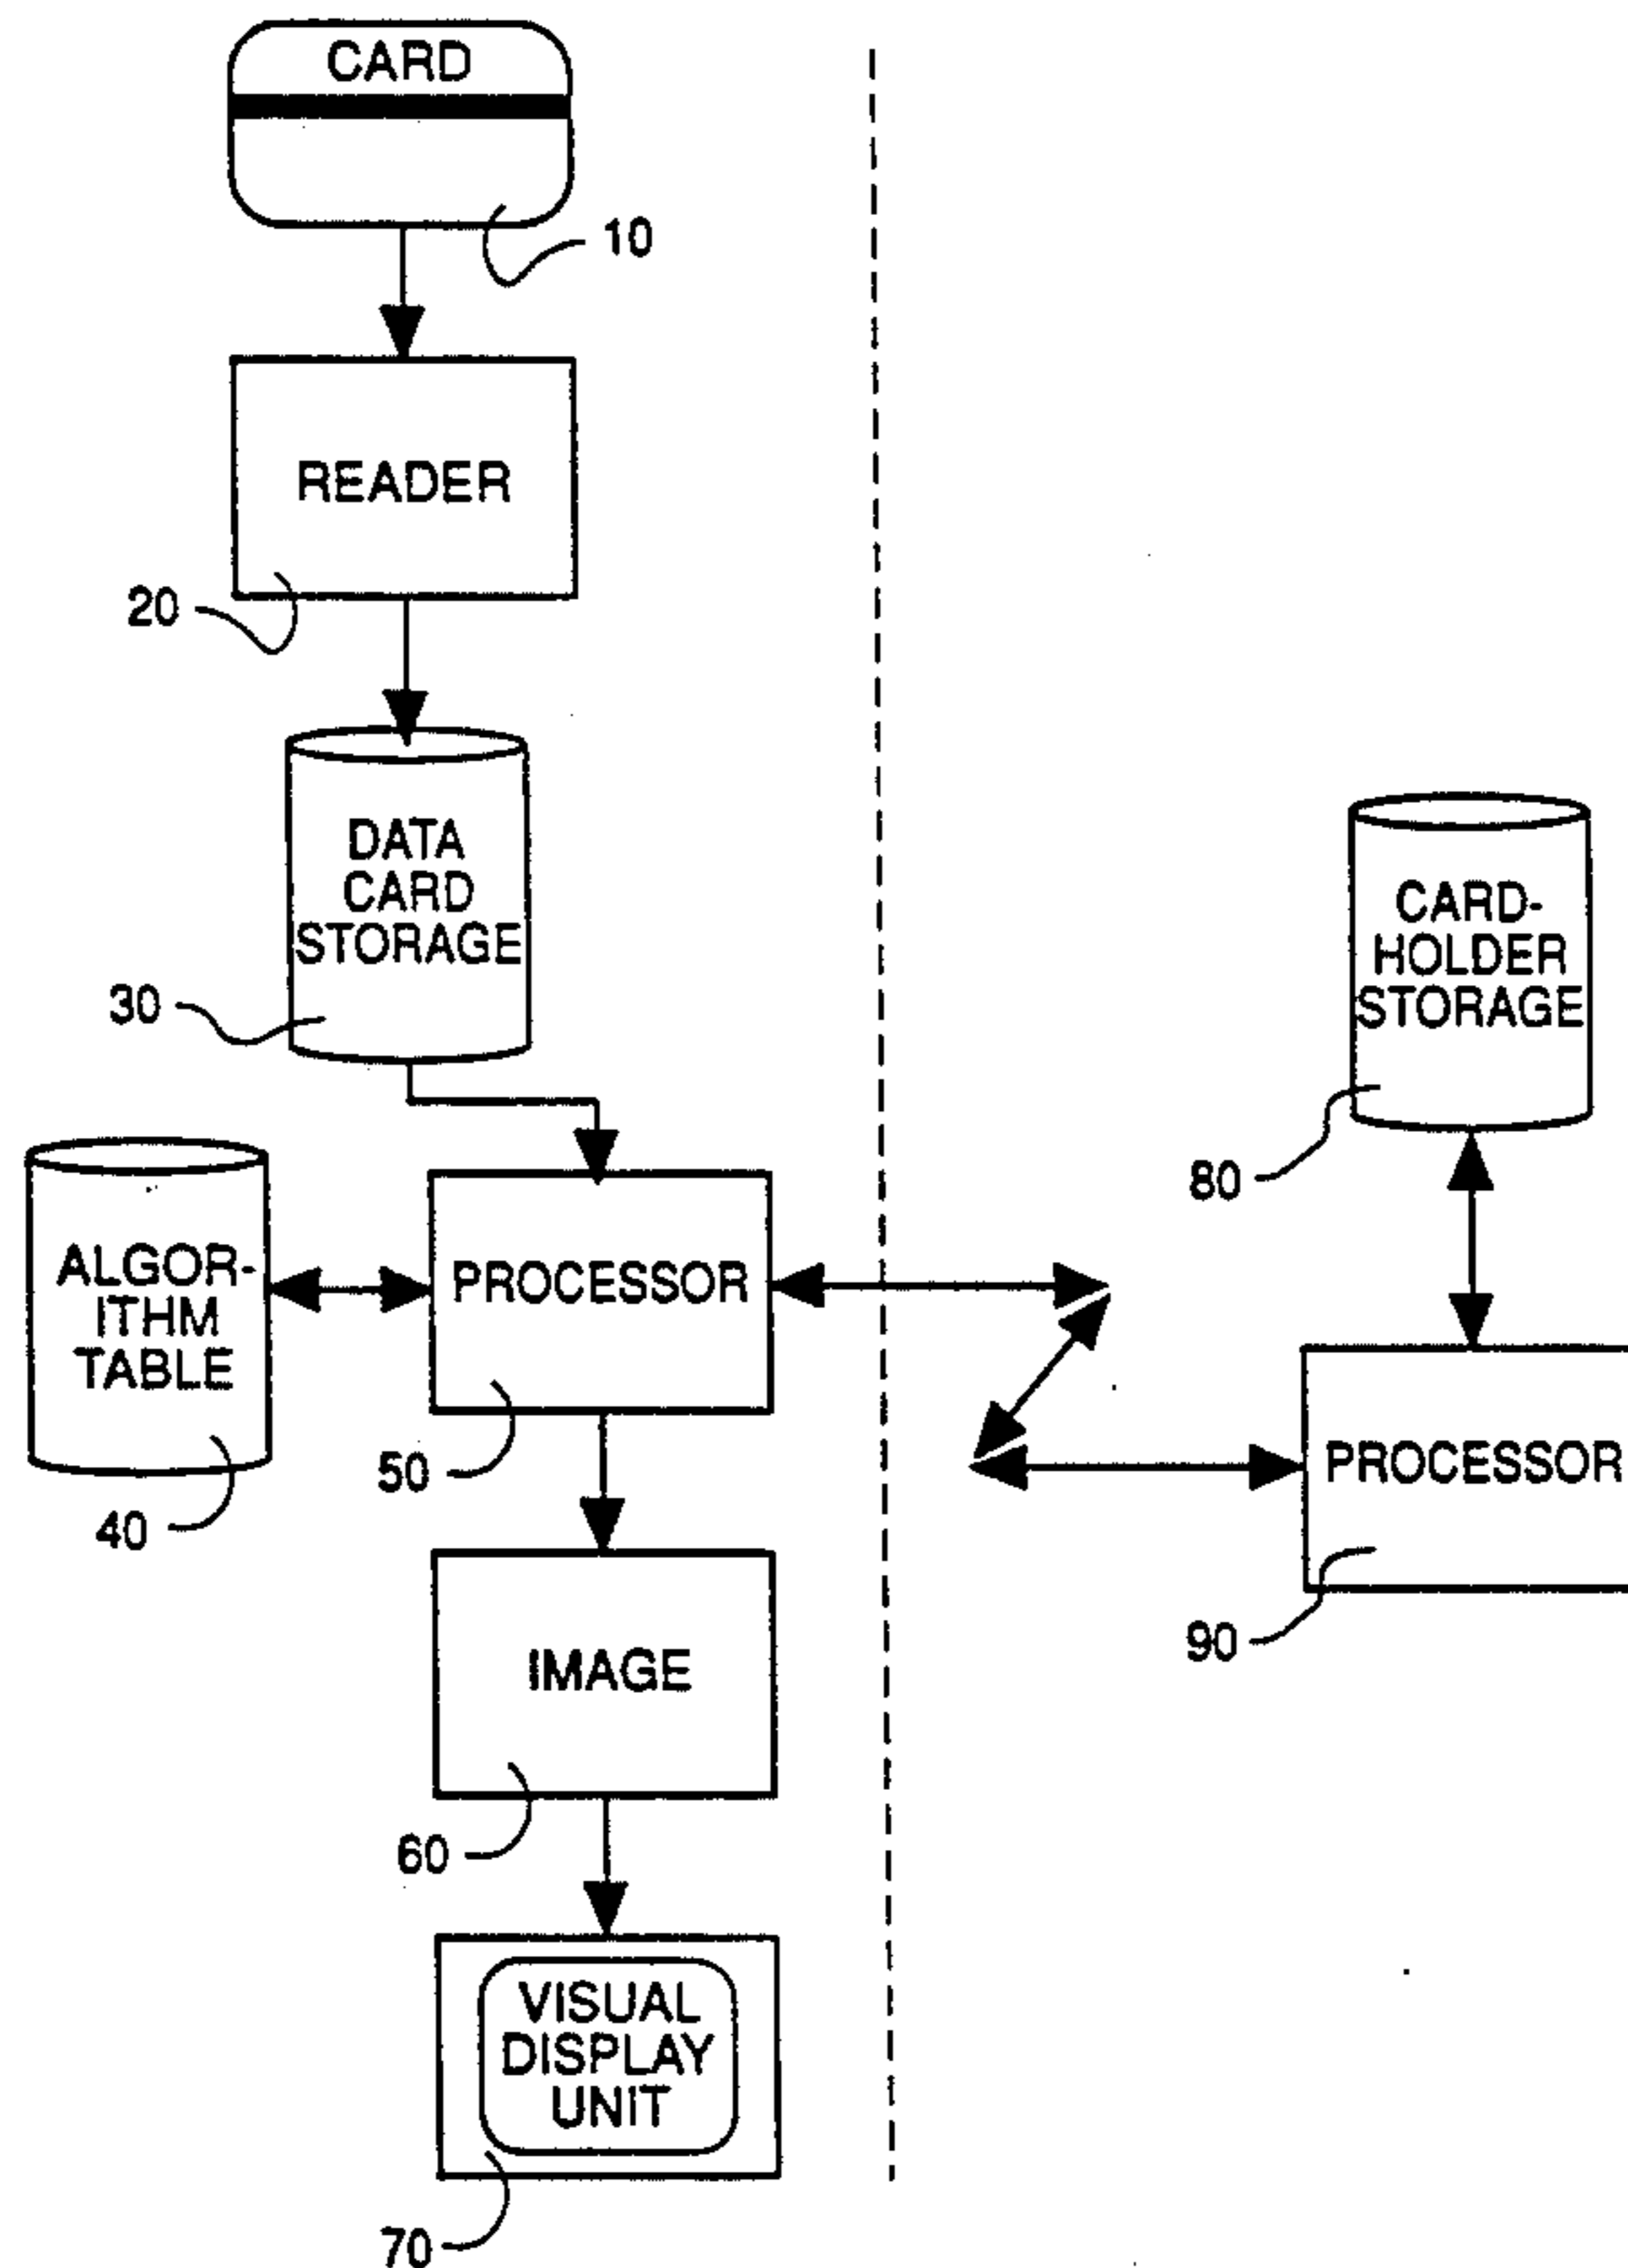 CARD
10
READER
20
DATA
CARD
STORAGE
30
CARD-
HOLDER
STORAGE
80
ALGOR-
ITHM
TABLE
40
PROCESSOR
50
PROCESSOR
90
IMAGE
60
VISUAL
DISPLAY
UNIT
70